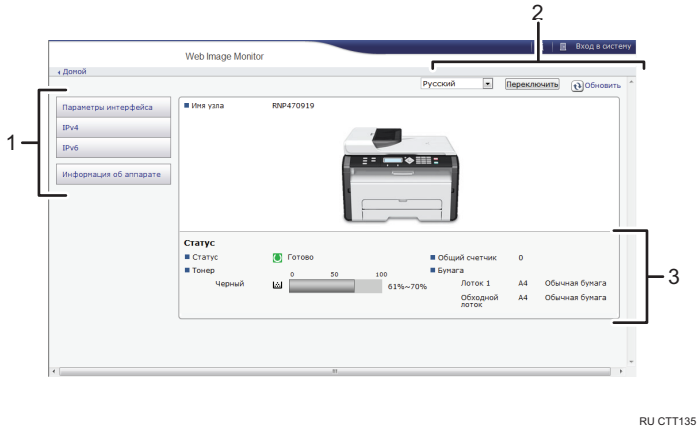 2
Вход в систему
Web Image Monitor
Домой
Русский Переключить Обновить
1
Параметры интерфейса
IPv4
IPv6
Информация об аппарате
Имя узла RNP470919
Статус
Статус Готово Общий счетчик 0
Тонер 0 50 100 Бумага
Черный 61%~70% Лоток 1 A4 Обычная бумага
Обходной лоток A4 Обычная бумага
3
RU CTT135